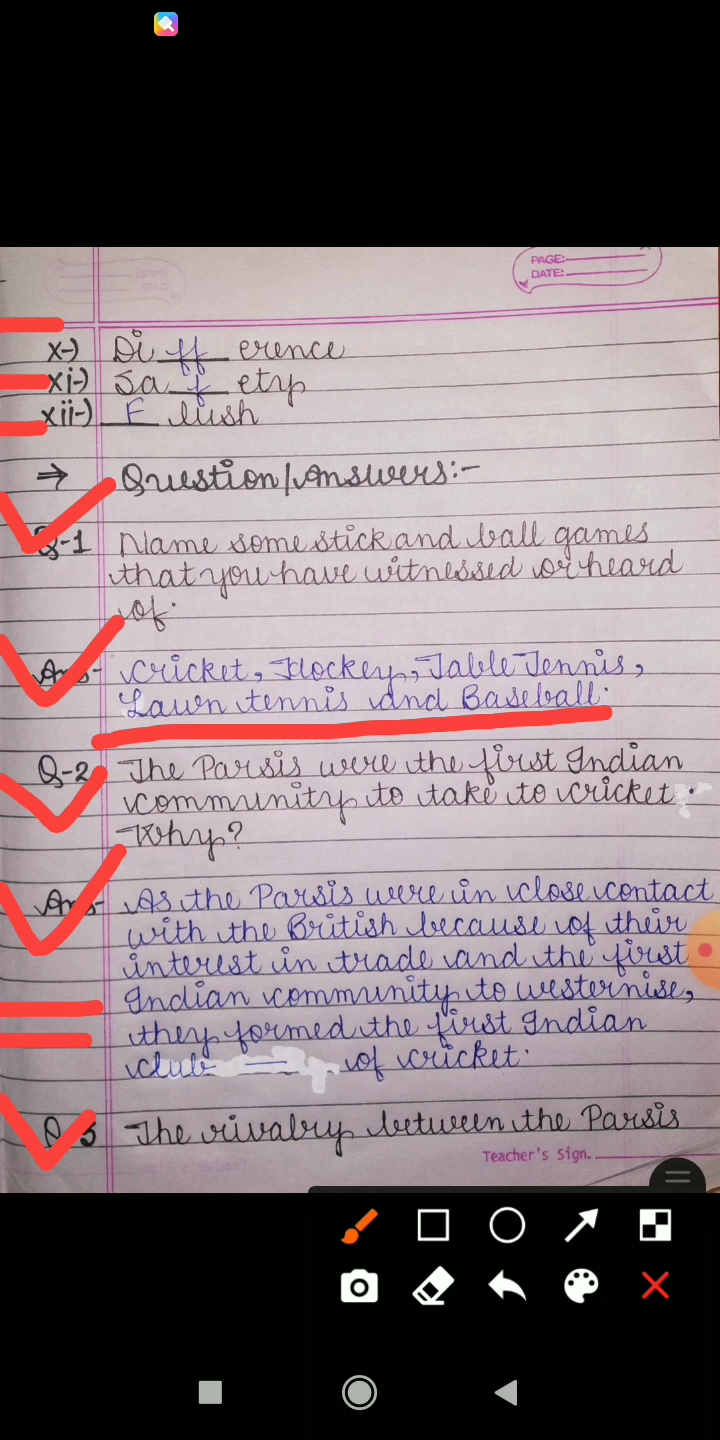 PAGE:
DATE:
x-) Di ff erence
xi-) Sa f ety
xii-) F lush
⇒ Question/Answers:-
Q-1 Name some stick and ball games
that you have witnessed or heard
of.
Ans- Cricket, Hockey, Table Tennis,
Lawn tennis and Baseball.
Q-2 The Parsis were the first Indian
community to take to cricket.
Why?
Ans- As the Parsis were in close contact
with the British because of their
interest in trade and the first
Indian community to westernise,
they formed the first Indian
club — of cricket.
Q-3 The rivalry between the Parsis
Teacher's Sign.